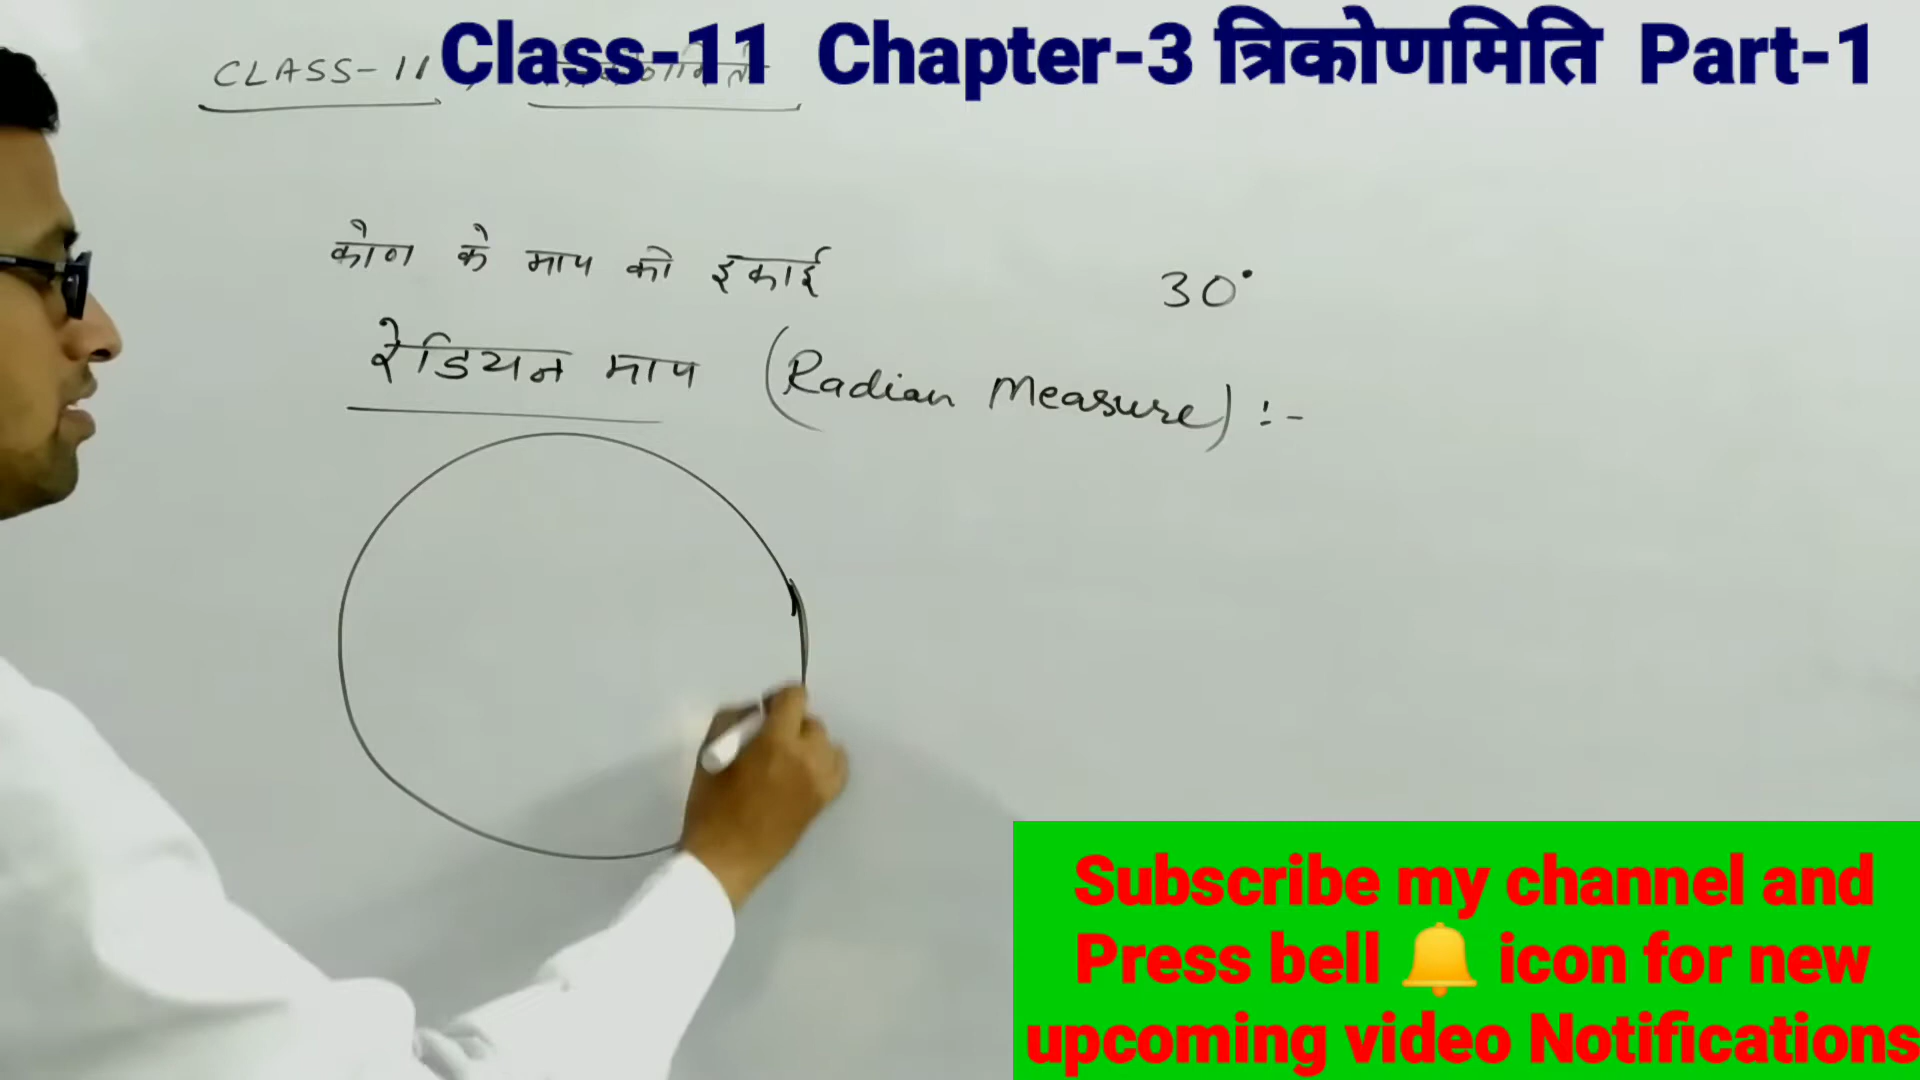 Class-11 Chapter-3 त्रिकोणमिति Part-1
CLASS-11
कोण के माप की इकाई
30°
रेडियन माप (Radian Measure) :-
Subscribe my channel and
Press bell 🔔 icon for new
upcoming video Notifications